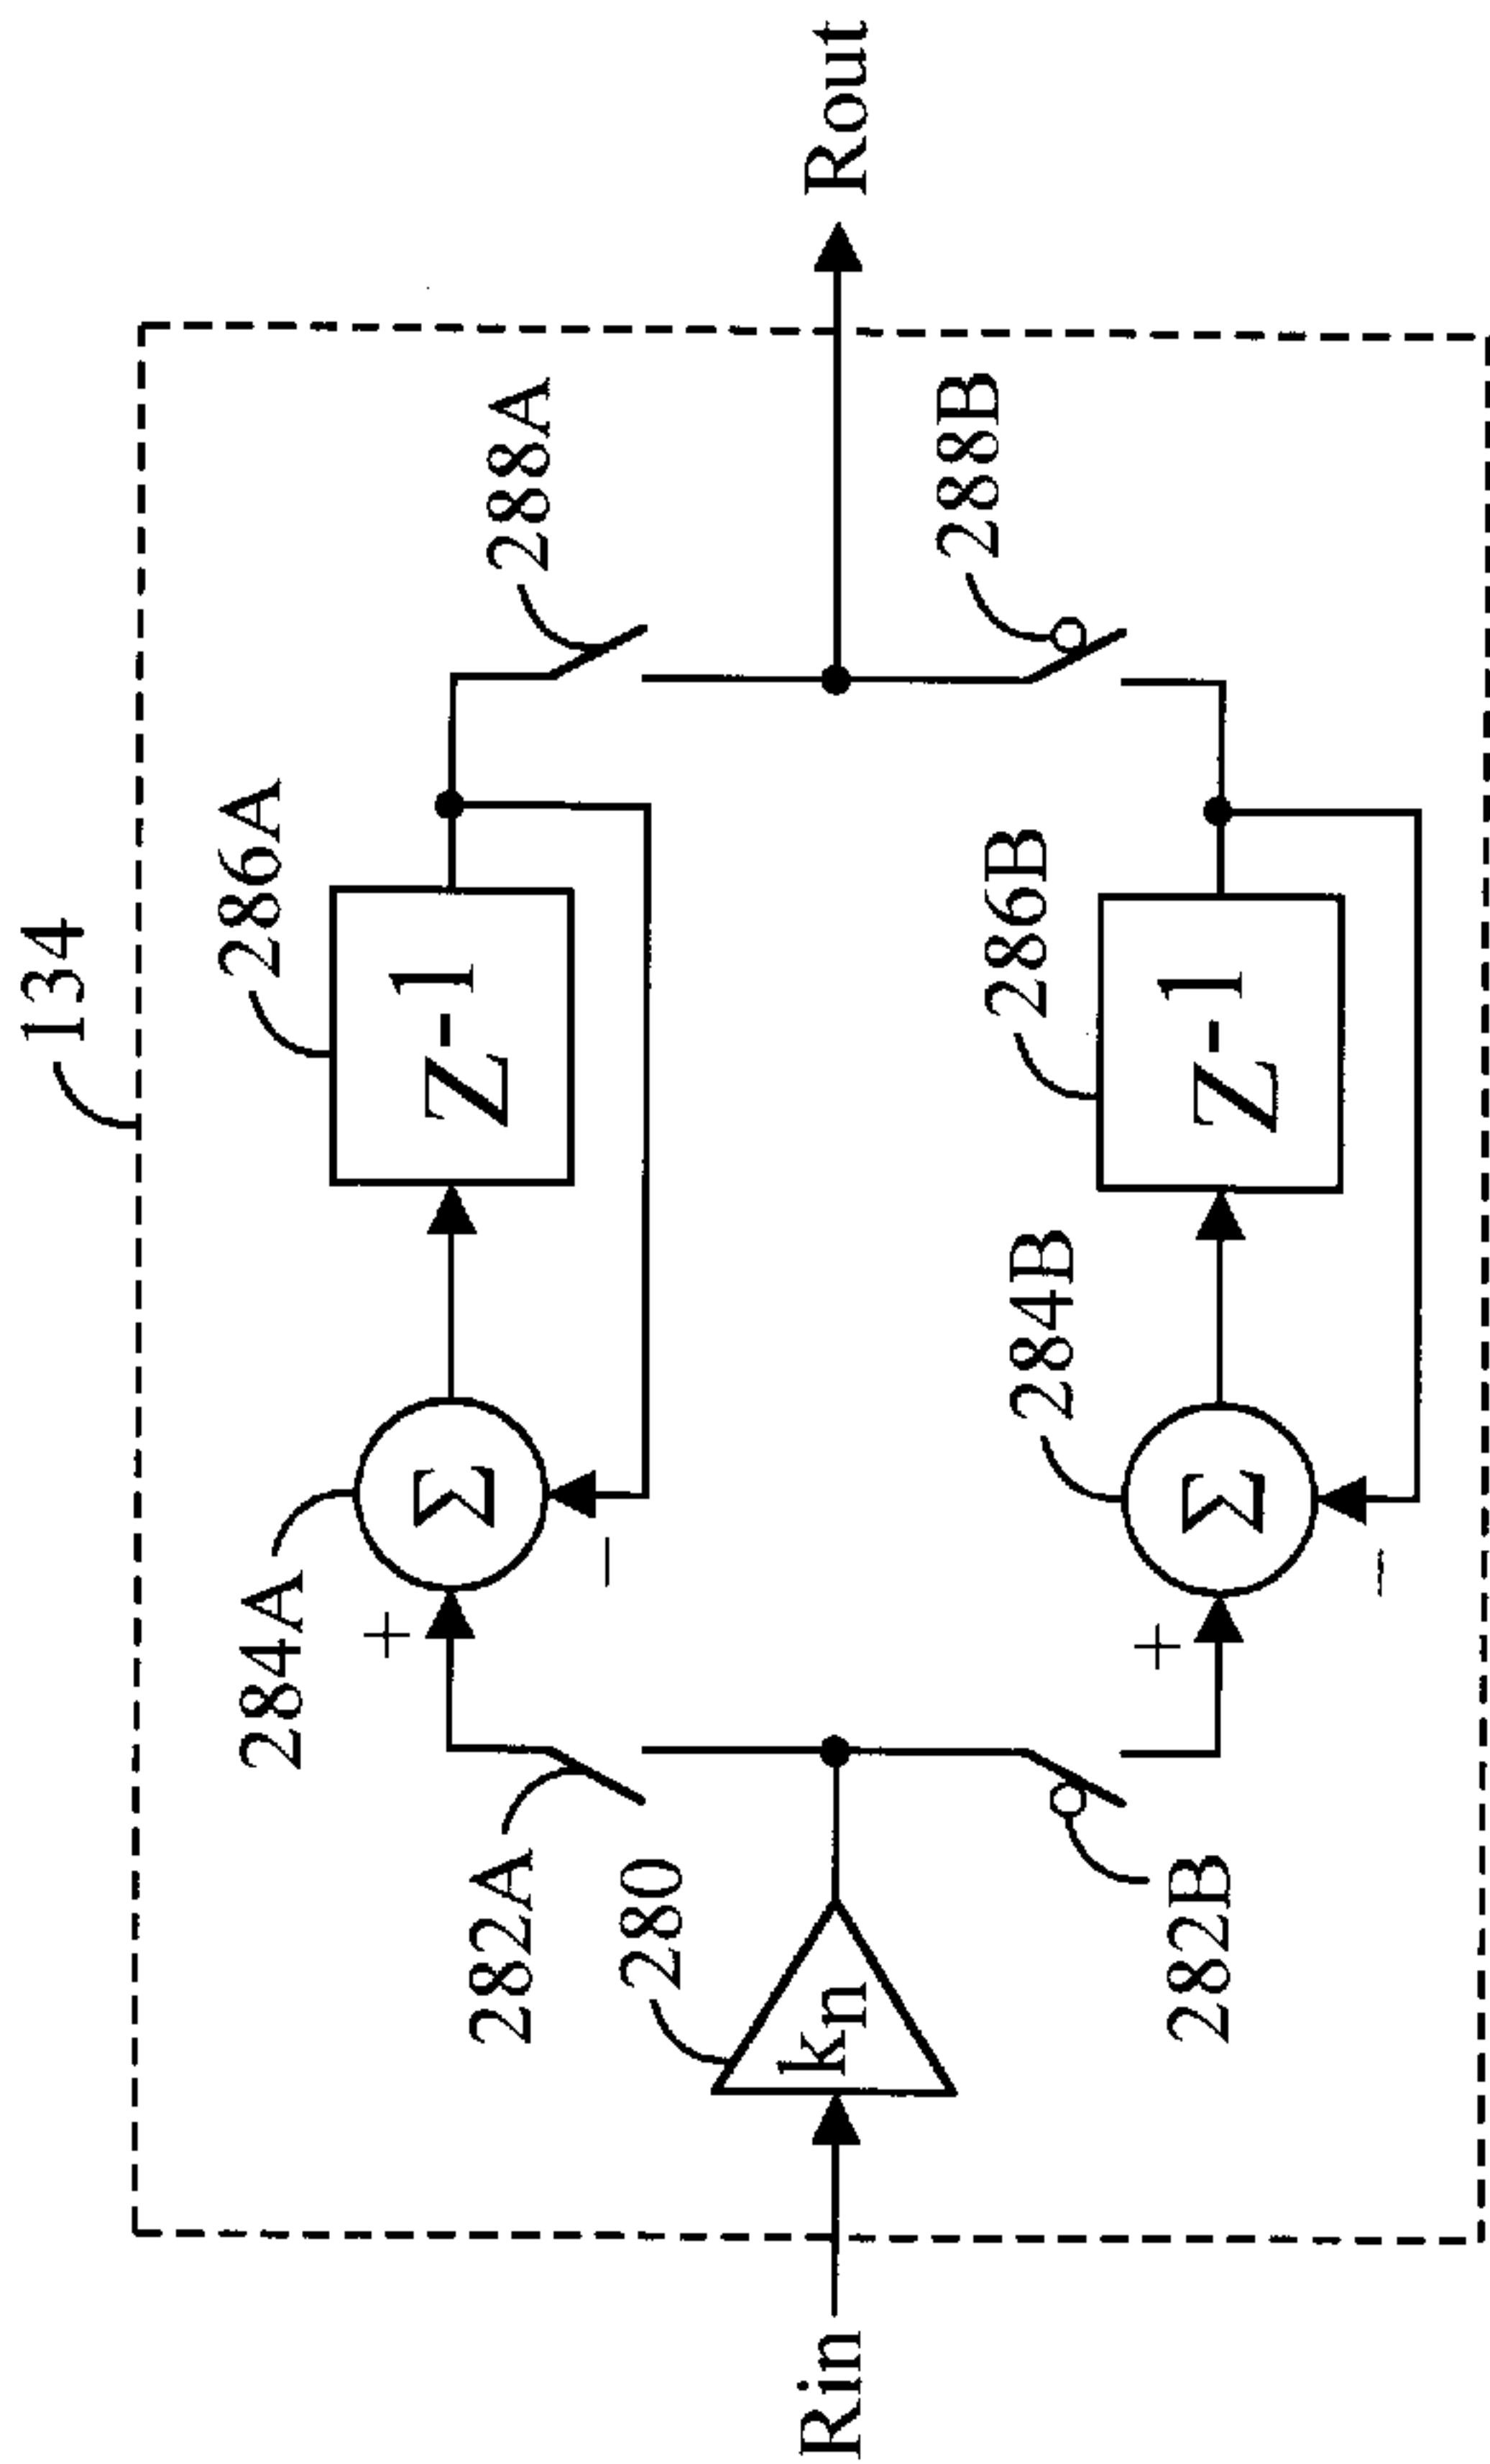 134
286A
Z-1
284A
Σ
+
−
282A
288A
Rin
280
kn
Rout
282B
284B
Σ
+
−
286B
Z-1
288B